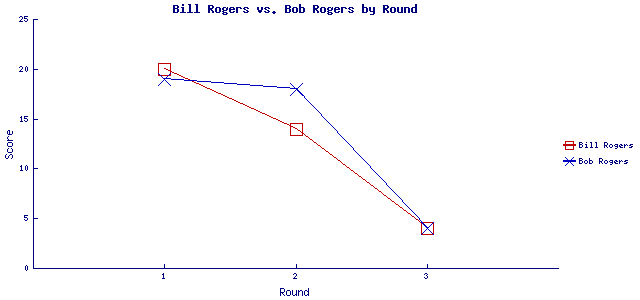 Bill Rogers vs. Bob Rogers by Round
25
20
15
10
5
0
Score
1 2 3
Round
Bill Rogers
Bob Rogers